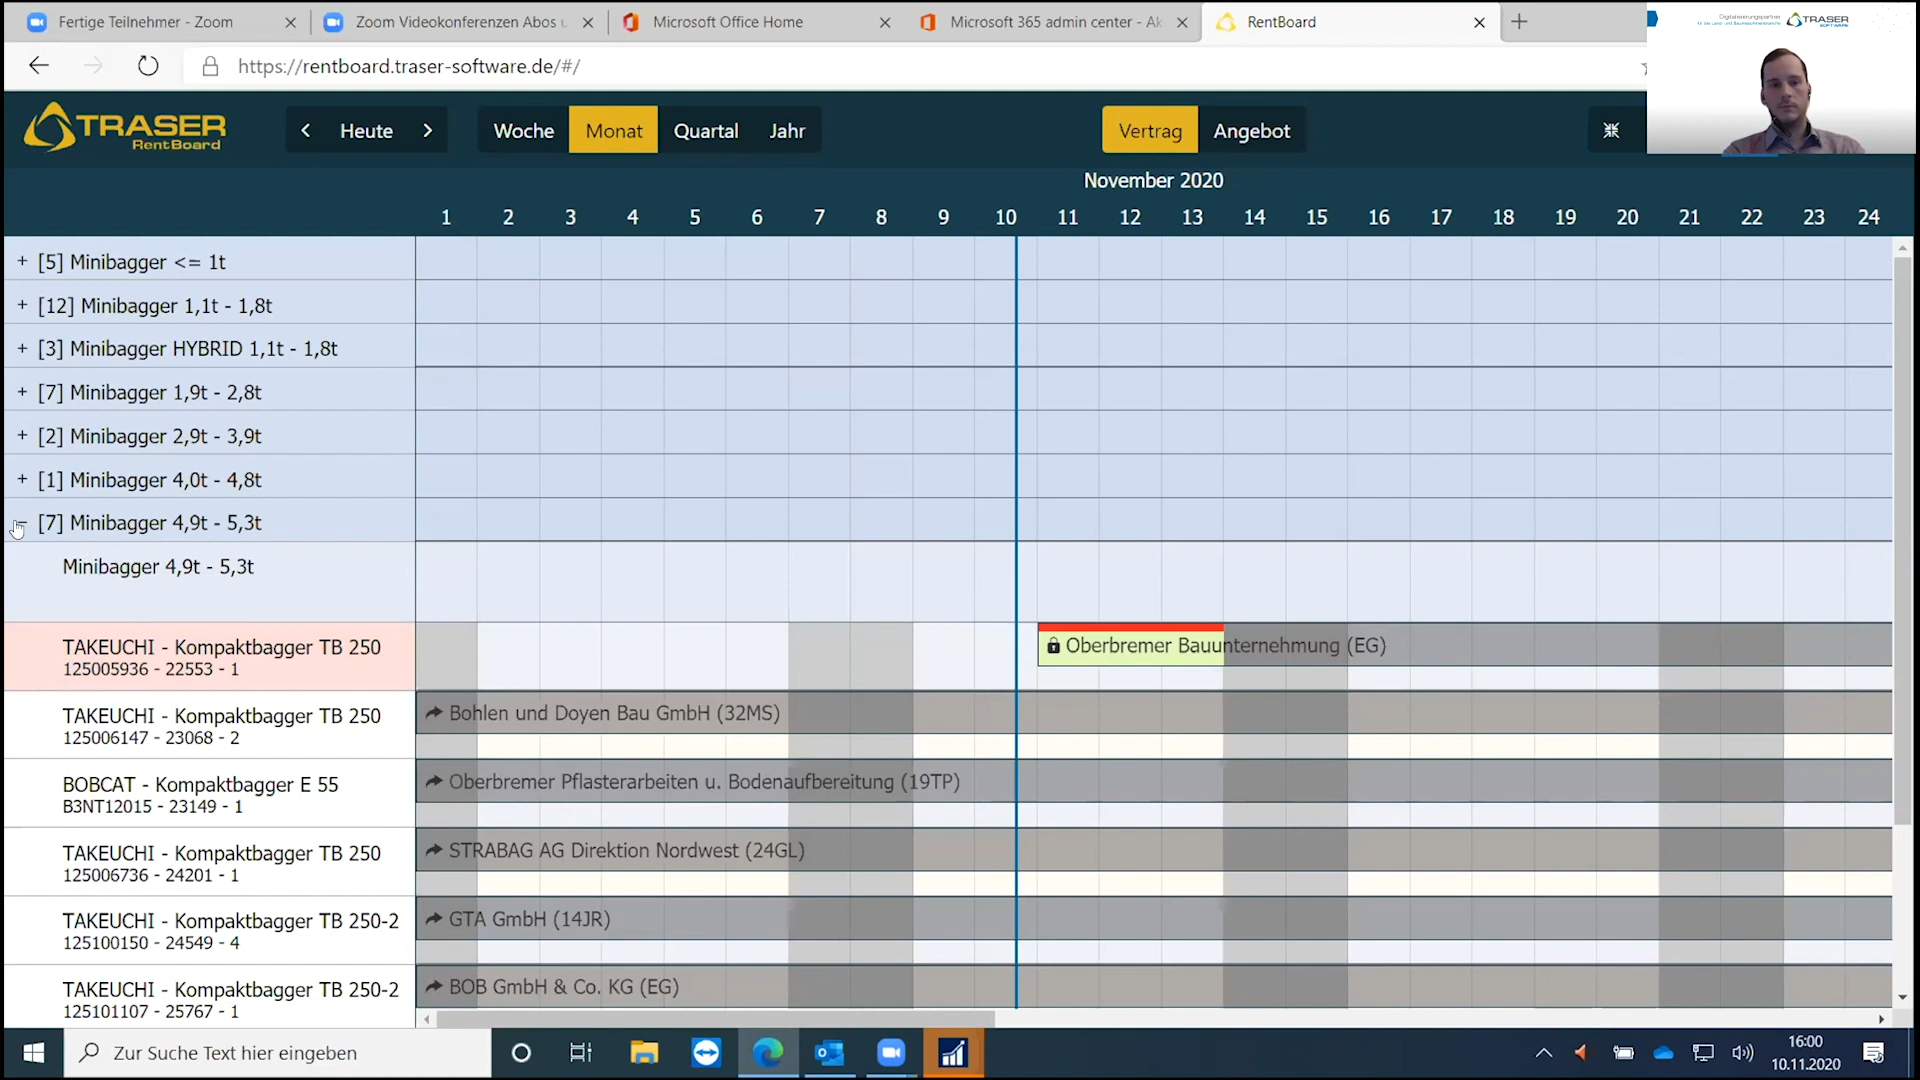 Fertige Teilnehmer - Zoom
Zoom Videokonferenzen Abos u
Microsoft Office Home
Microsoft 365 admin center - Ak
RentBoard
TRASER
SOFTWARE
https://rentboard.traser-software.de/#/
TRASER
RentBoard
Heute
Woche
Monat
Quartal
Jahr
Vertrag
Angebot
November 2020
1 2 3 4 5 6 7 8 9 10 11 12 13 14 15 16 17 18 19 20 21 22 23 24
+ [5] Minibagger <= 1t
+ [12] Minibagger 1,1t - 1,8t
+ [3] Minibagger HYBRID 1,1t - 1,8t
+ [7] Minibagger 1,9t - 2,8t
+ [2] Minibagger 2,9t - 3,9t
+ [1] Minibagger 4,0t - 4,8t
[7] Minibagger 4,9t - 5,3t
Minibagger 4,9t - 5,3t
TAKEUCHI - Kompaktbagger TB 250
125005936 - 22553 - 1
Oberbremer Bauunternehmung (EG)
TAKEUCHI - Kompaktbagger TB 250
125006147 - 23068 - 2
Bohlen und Doyen Bau GmbH (32MS)
BOBCAT - Kompaktbagger E 55
B3NT12015 - 23149 - 1
Oberbremer Pflasterarbeiten u. Bodenaufbereitung (19TP)
TAKEUCHI - Kompaktbagger TB 250
125006736 - 24201 - 1
STRABAG AG Direktion Nordwest (24GL)
TAKEUCHI - Kompaktbagger TB 250-2
125100150 - 24549 - 4
GTA GmbH (14JR)
TAKEUCHI - Kompaktbagger TB 250-2
125101107 - 25767 - 1
BOB GmbH & Co. KG (EG)
Zur Suche Text hier eingeben
16:00
10.11.2020